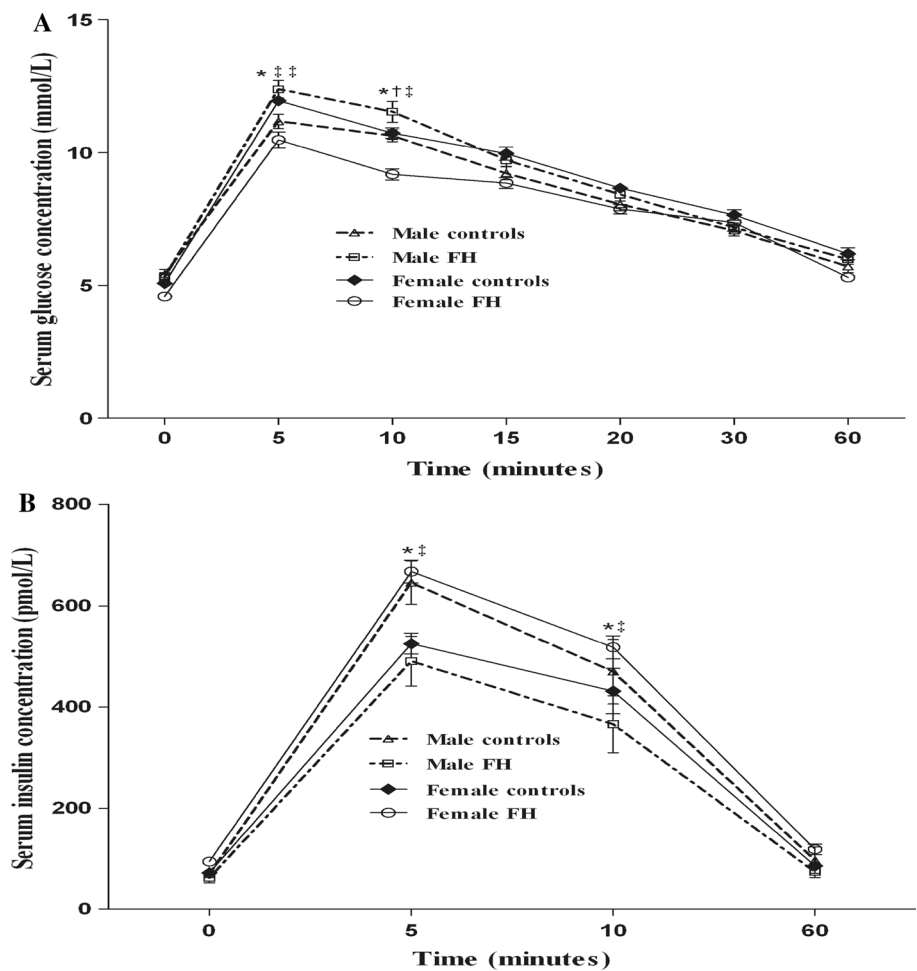 A
Serum glucose concentration (mmol/L)
15
10
5
0
*‡‡
*†‡
Male controls
Male FH
Female controls
Female FH
0 5 10 15 20 30 60
Time (minutes)
B
Serum insulin concentration (pmol/L)
800
600
400
200
0
*‡
*‡
Male controls
Male FH
Female controls
Female FH
0 5 10 60
Time (minutes)